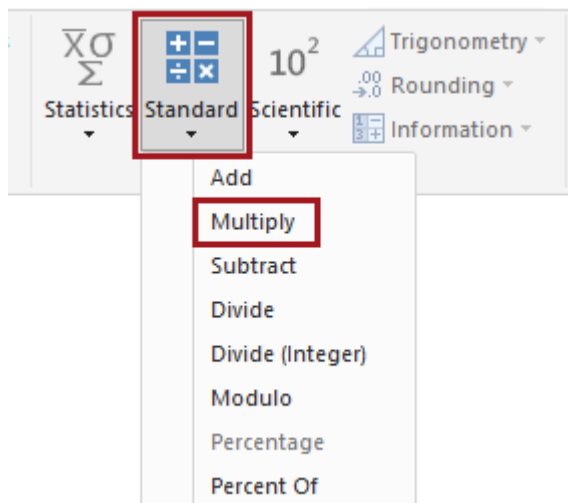 Statistics
Standard
Scientific
Trigonometry
Rounding
Information
Add
Multiply
Subtract
Divide
Divide (Integer)
Modulo
Percentage
Percent Of